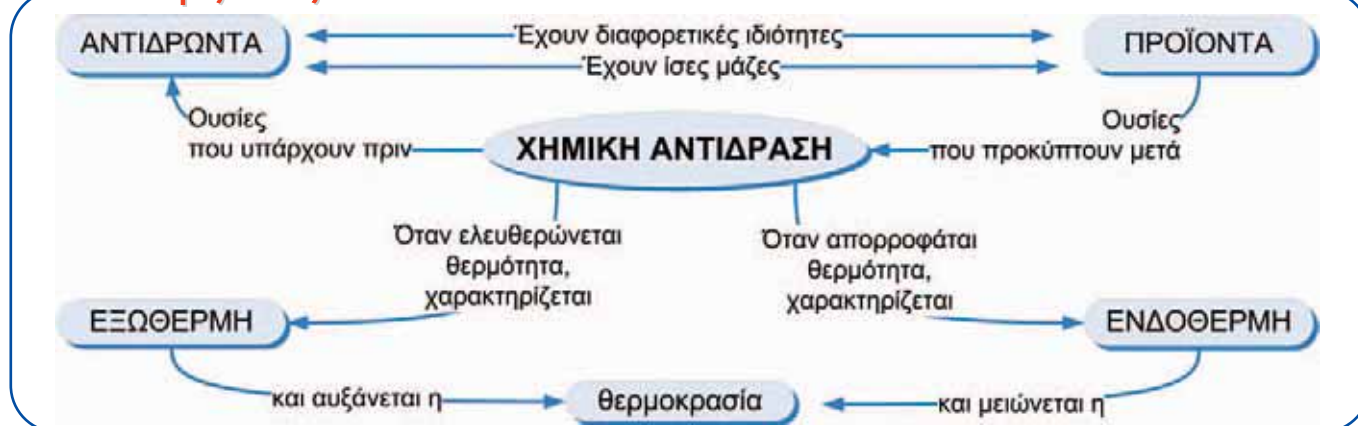 ΑΝΤΙΔΡΩΝΤΑ
Έχουν διαφορετικές ιδιότητες
Έχουν ίσες μάζες
ΠΡΟΪΟΝΤΑ
Ουσίες
που υπάρχουν πριν
ΧΗΜΙΚΗ ΑΝΤΙΔΡΑΣΗ
Ουσίες
που προκύπτουν μετά
Όταν ελευθερώνεται
θερμότητα,
χαρακτηρίζεται
Όταν απορροφάται
θερμότητα,
χαρακτηρίζεται
ΕΞΩΘΕΡΜΗ
ΕΝΔΟΘΕΡΜΗ
και αυξάνεται η
θερμοκρασία
και μειώνεται η